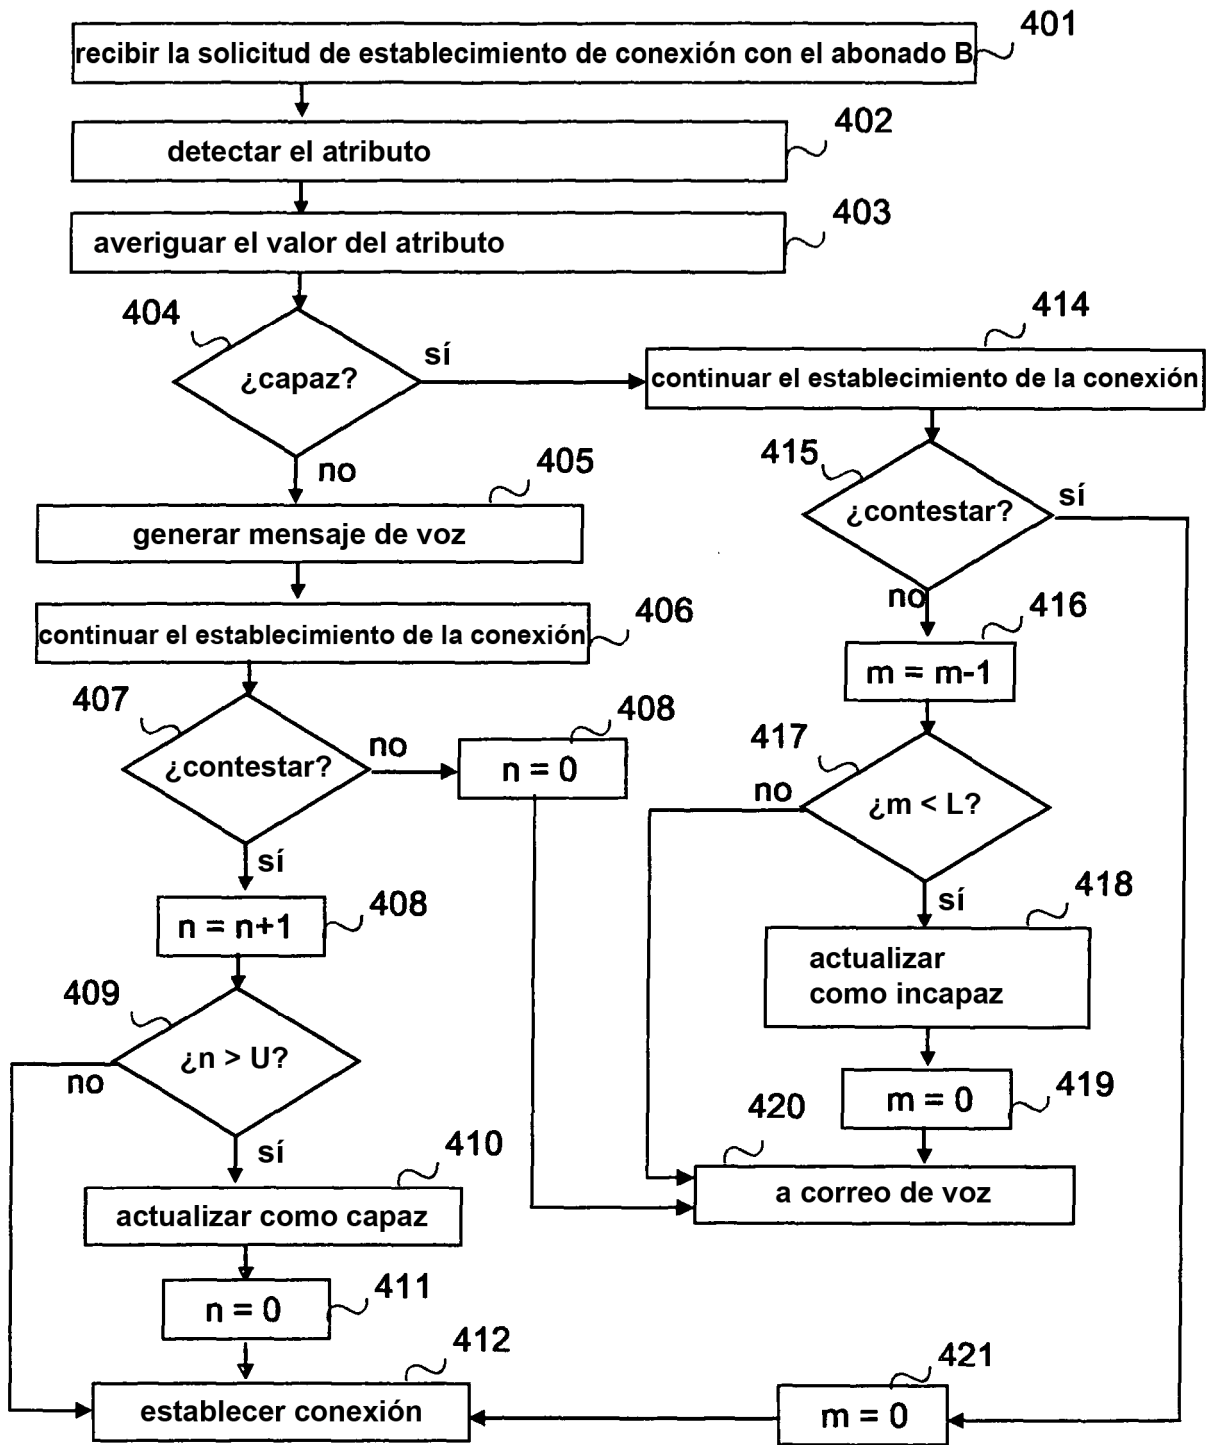 401
recibir la solicitud de establecimiento de conexión con el abonado B
402
detectar el atributo
403
averiguar el valor del atributo
404
¿capaz?
sí
no
414
continuar el establecimiento de la conexión
415
¿contestar?
sí
no
405
generar mensaje de voz
406
continuar el establecimiento de la conexión
416
m = m-1
407
¿contestar?
no
sí
408
n = 0
417
¿m < L?
no
sí
408
n = n+1
418
actualizar
como incapaz
409
¿n > U?
no
sí
419
m = 0
420
a correo de voz
410
actualizar como capaz
411
n = 0
412
establecer conexión
421
m = 0